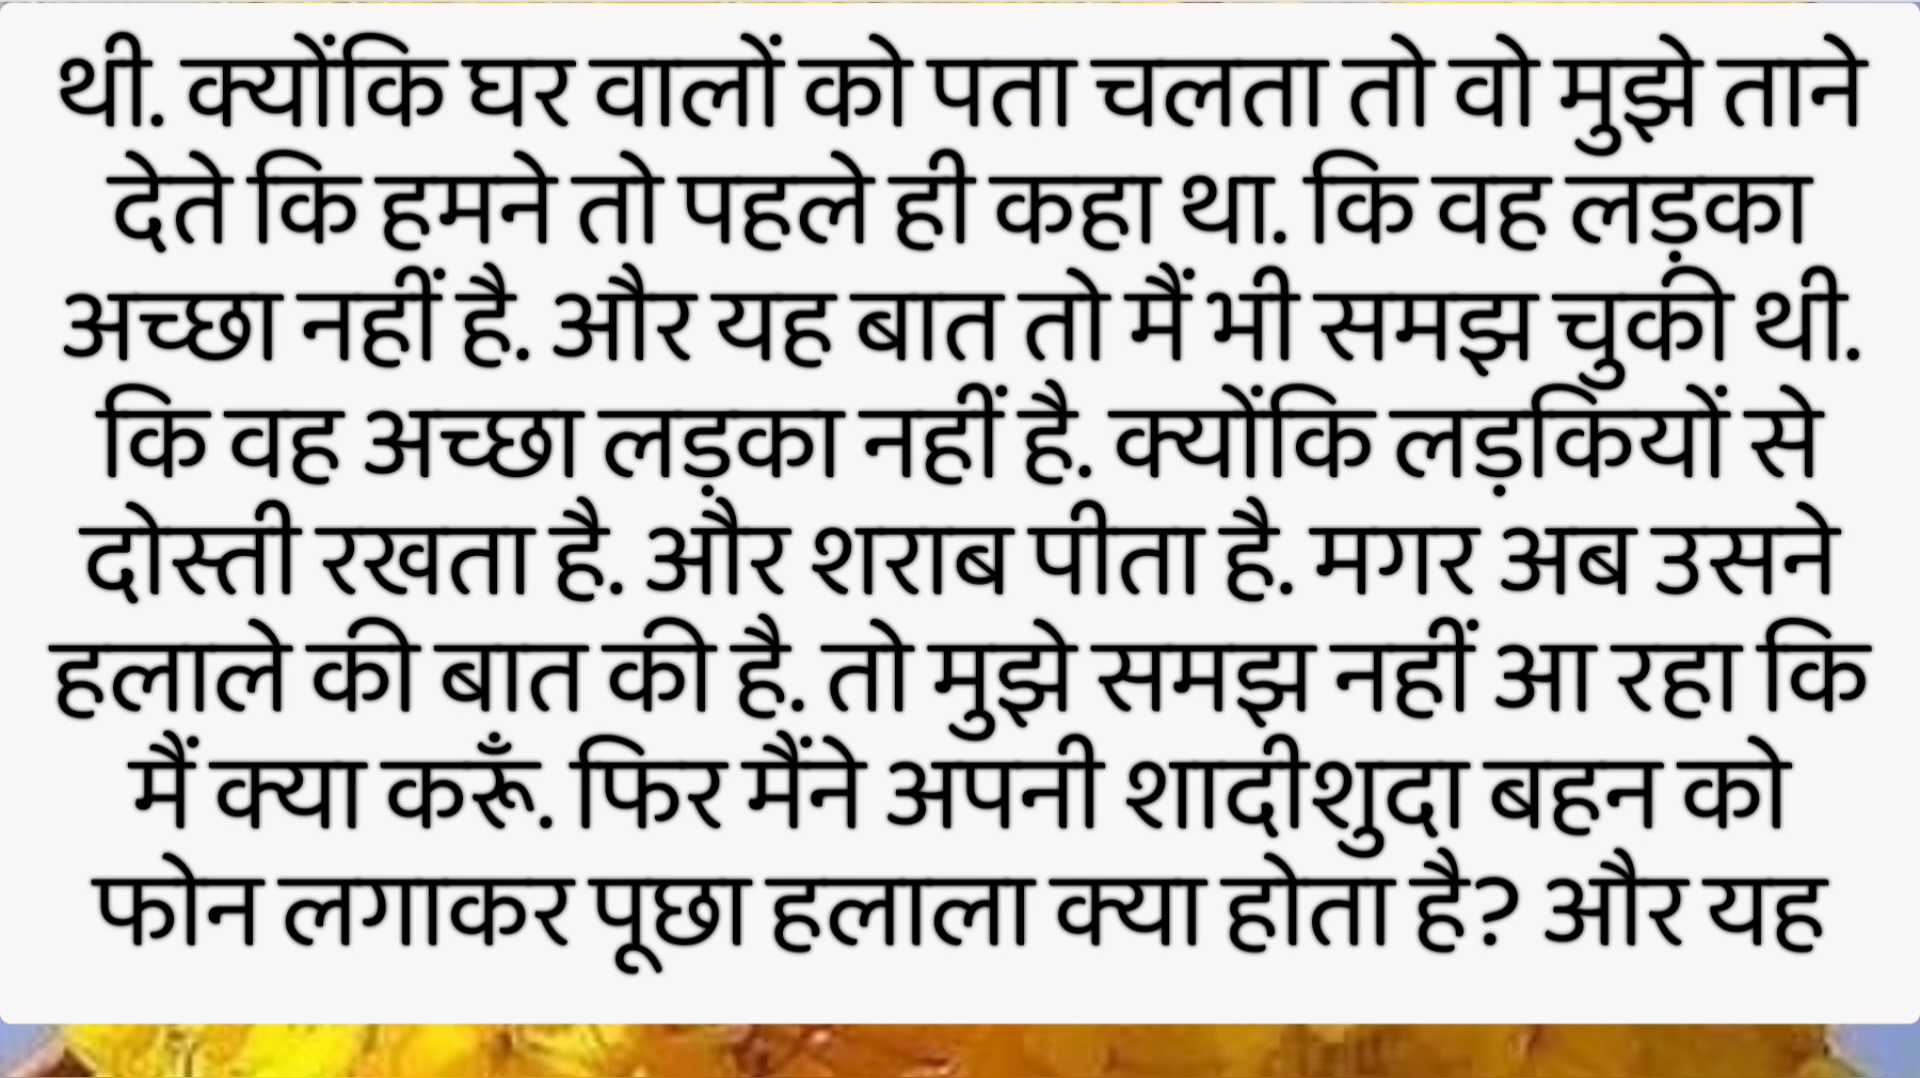 थी. क्योंकि घर वालों को पता चलता तो वो मुझे ताने
देते कि हमने तो पहले ही कहा था. कि वह लड़का
अच्छा नहीं है. और यह बात तो मैं भी समझ चुकी थी.
कि वह अच्छा लड़का नहीं है. क्योंकि लड़कियों से
दोस्ती रखता है. और शराब पीता है. मगर अब उसने
हलाले की बात की है. तो मुझे समझ नहीं आ रहा कि
मैं क्या करूँ. फिर मैंने अपनी शादीशुदा बहन को
फोन लगाकर पूछा हलाला क्या होता है? और यह